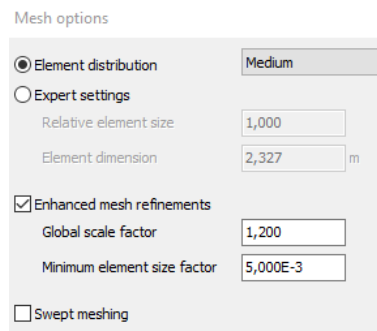 Mesh options
Element distribution Medium
Expert settings
Relative element size 1,000
Element dimension 2,327 m
Enhanced mesh refinements
Global scale factor 1,200
Minimum element size factor 5,000E-3
Swept meshing